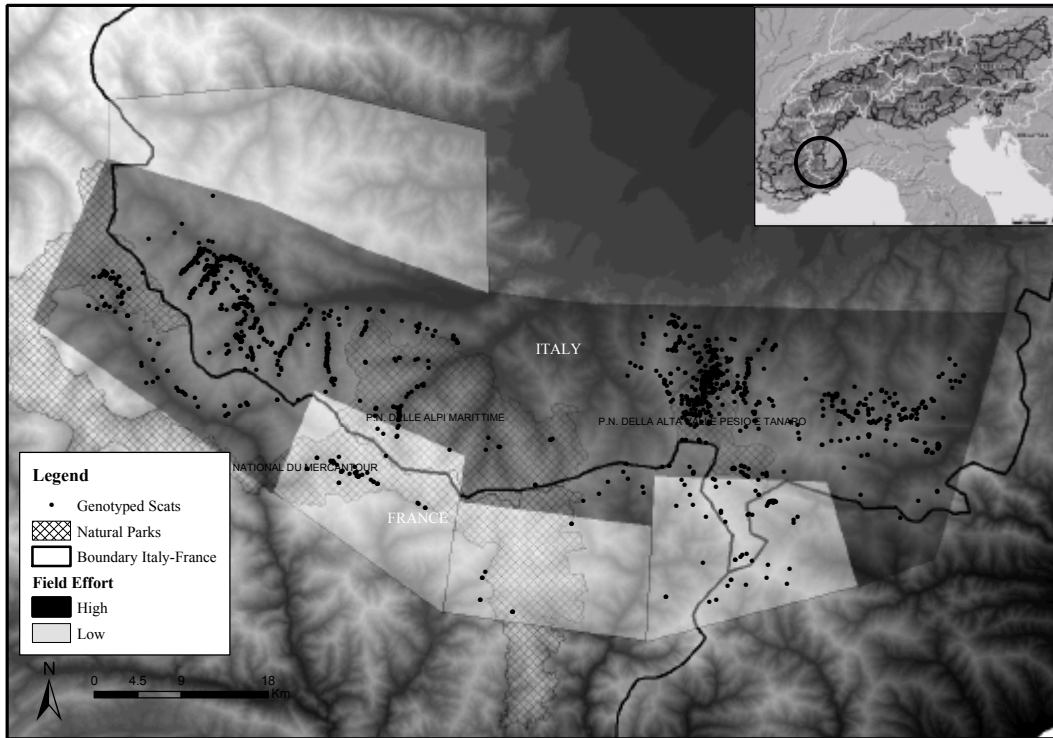 ITALY
P.N. DELLE ALPI MARITTIME
P.N. DELLA ALTA VALLE PESIO E TANARO
NATIONAL DU MERCANTOUR
FRANCE
Legend
Genotyped Scats
Natural Parks
Boundary Italy-France
Field Effort
High
Low
N
0 4.5 9 18
Km